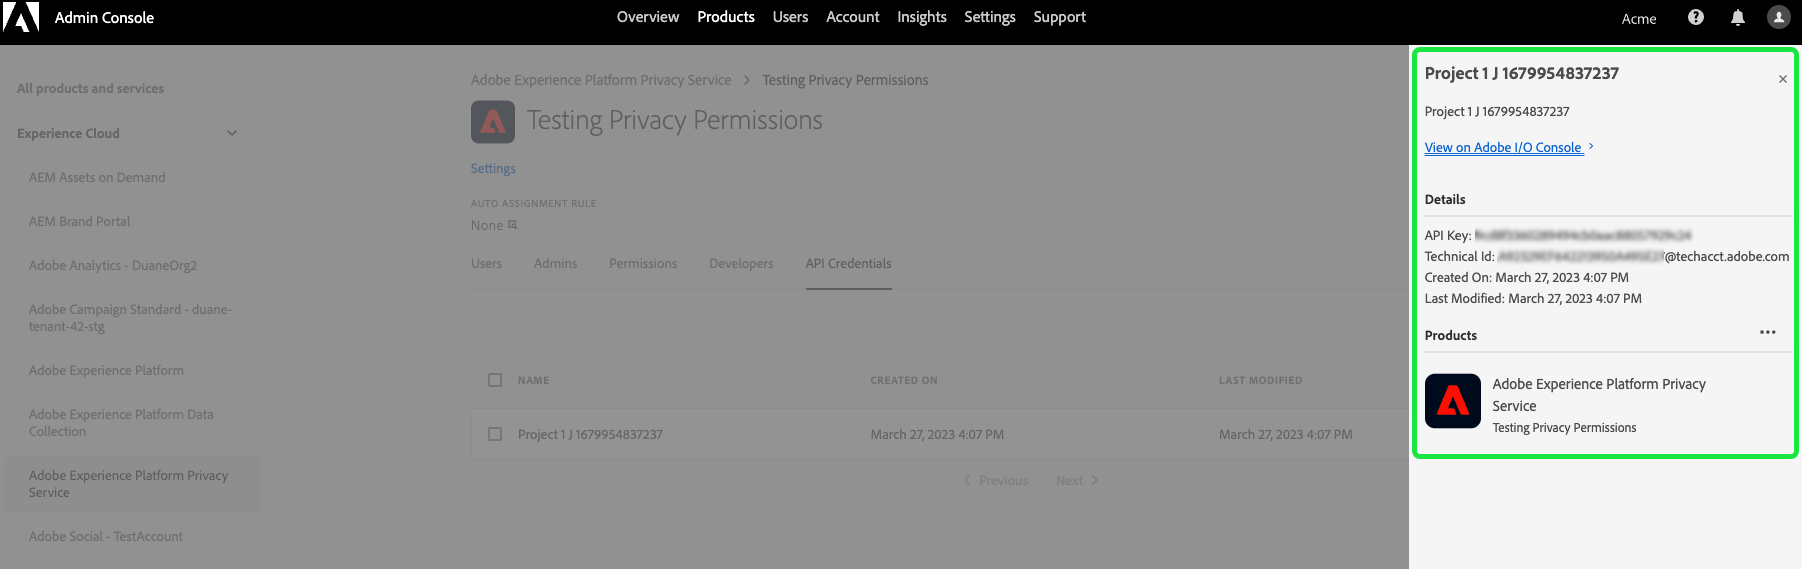 Admin Console
Overview Products Users Account Insights Settings Support
Acme
All products and services
Experience Cloud
AEM Assets on Demand
AEM Brand Portal
Adobe Analytics - DuaneOrg2
Adobe Campaign Standard - duane-
tenant-42-stg
Adobe Experience Platform
Adobe Experience Platform Data
Collection
Adobe Experience Platform Privacy
Service
Adobe Social - TestAccount
Adobe Experience Platform Privacy Service > Testing Privacy Permissions
Testing Privacy Permissions
Settings
AUTO ASSIGNMENT RULE
None
Users Admins Permissions Developers API Credentials
NAME CREATED ON LAST MODIFIED
Project 1 J 1679954837237 March 27, 2023 4:07 PM March 27, 2023 4:07 PM
< Previous Next >
Project 1 J 1679954837237
Project 1 J 1679954837237
View on Adobe I/O Console >
Details
API Key:
Technical Id: @techacct.adobe.com
Created On: March 27, 2023 4:07 PM
Last Modified: March 27, 2023 4:07 PM
Products
Adobe Experience Platform Privacy
Service
Testing Privacy Permissions